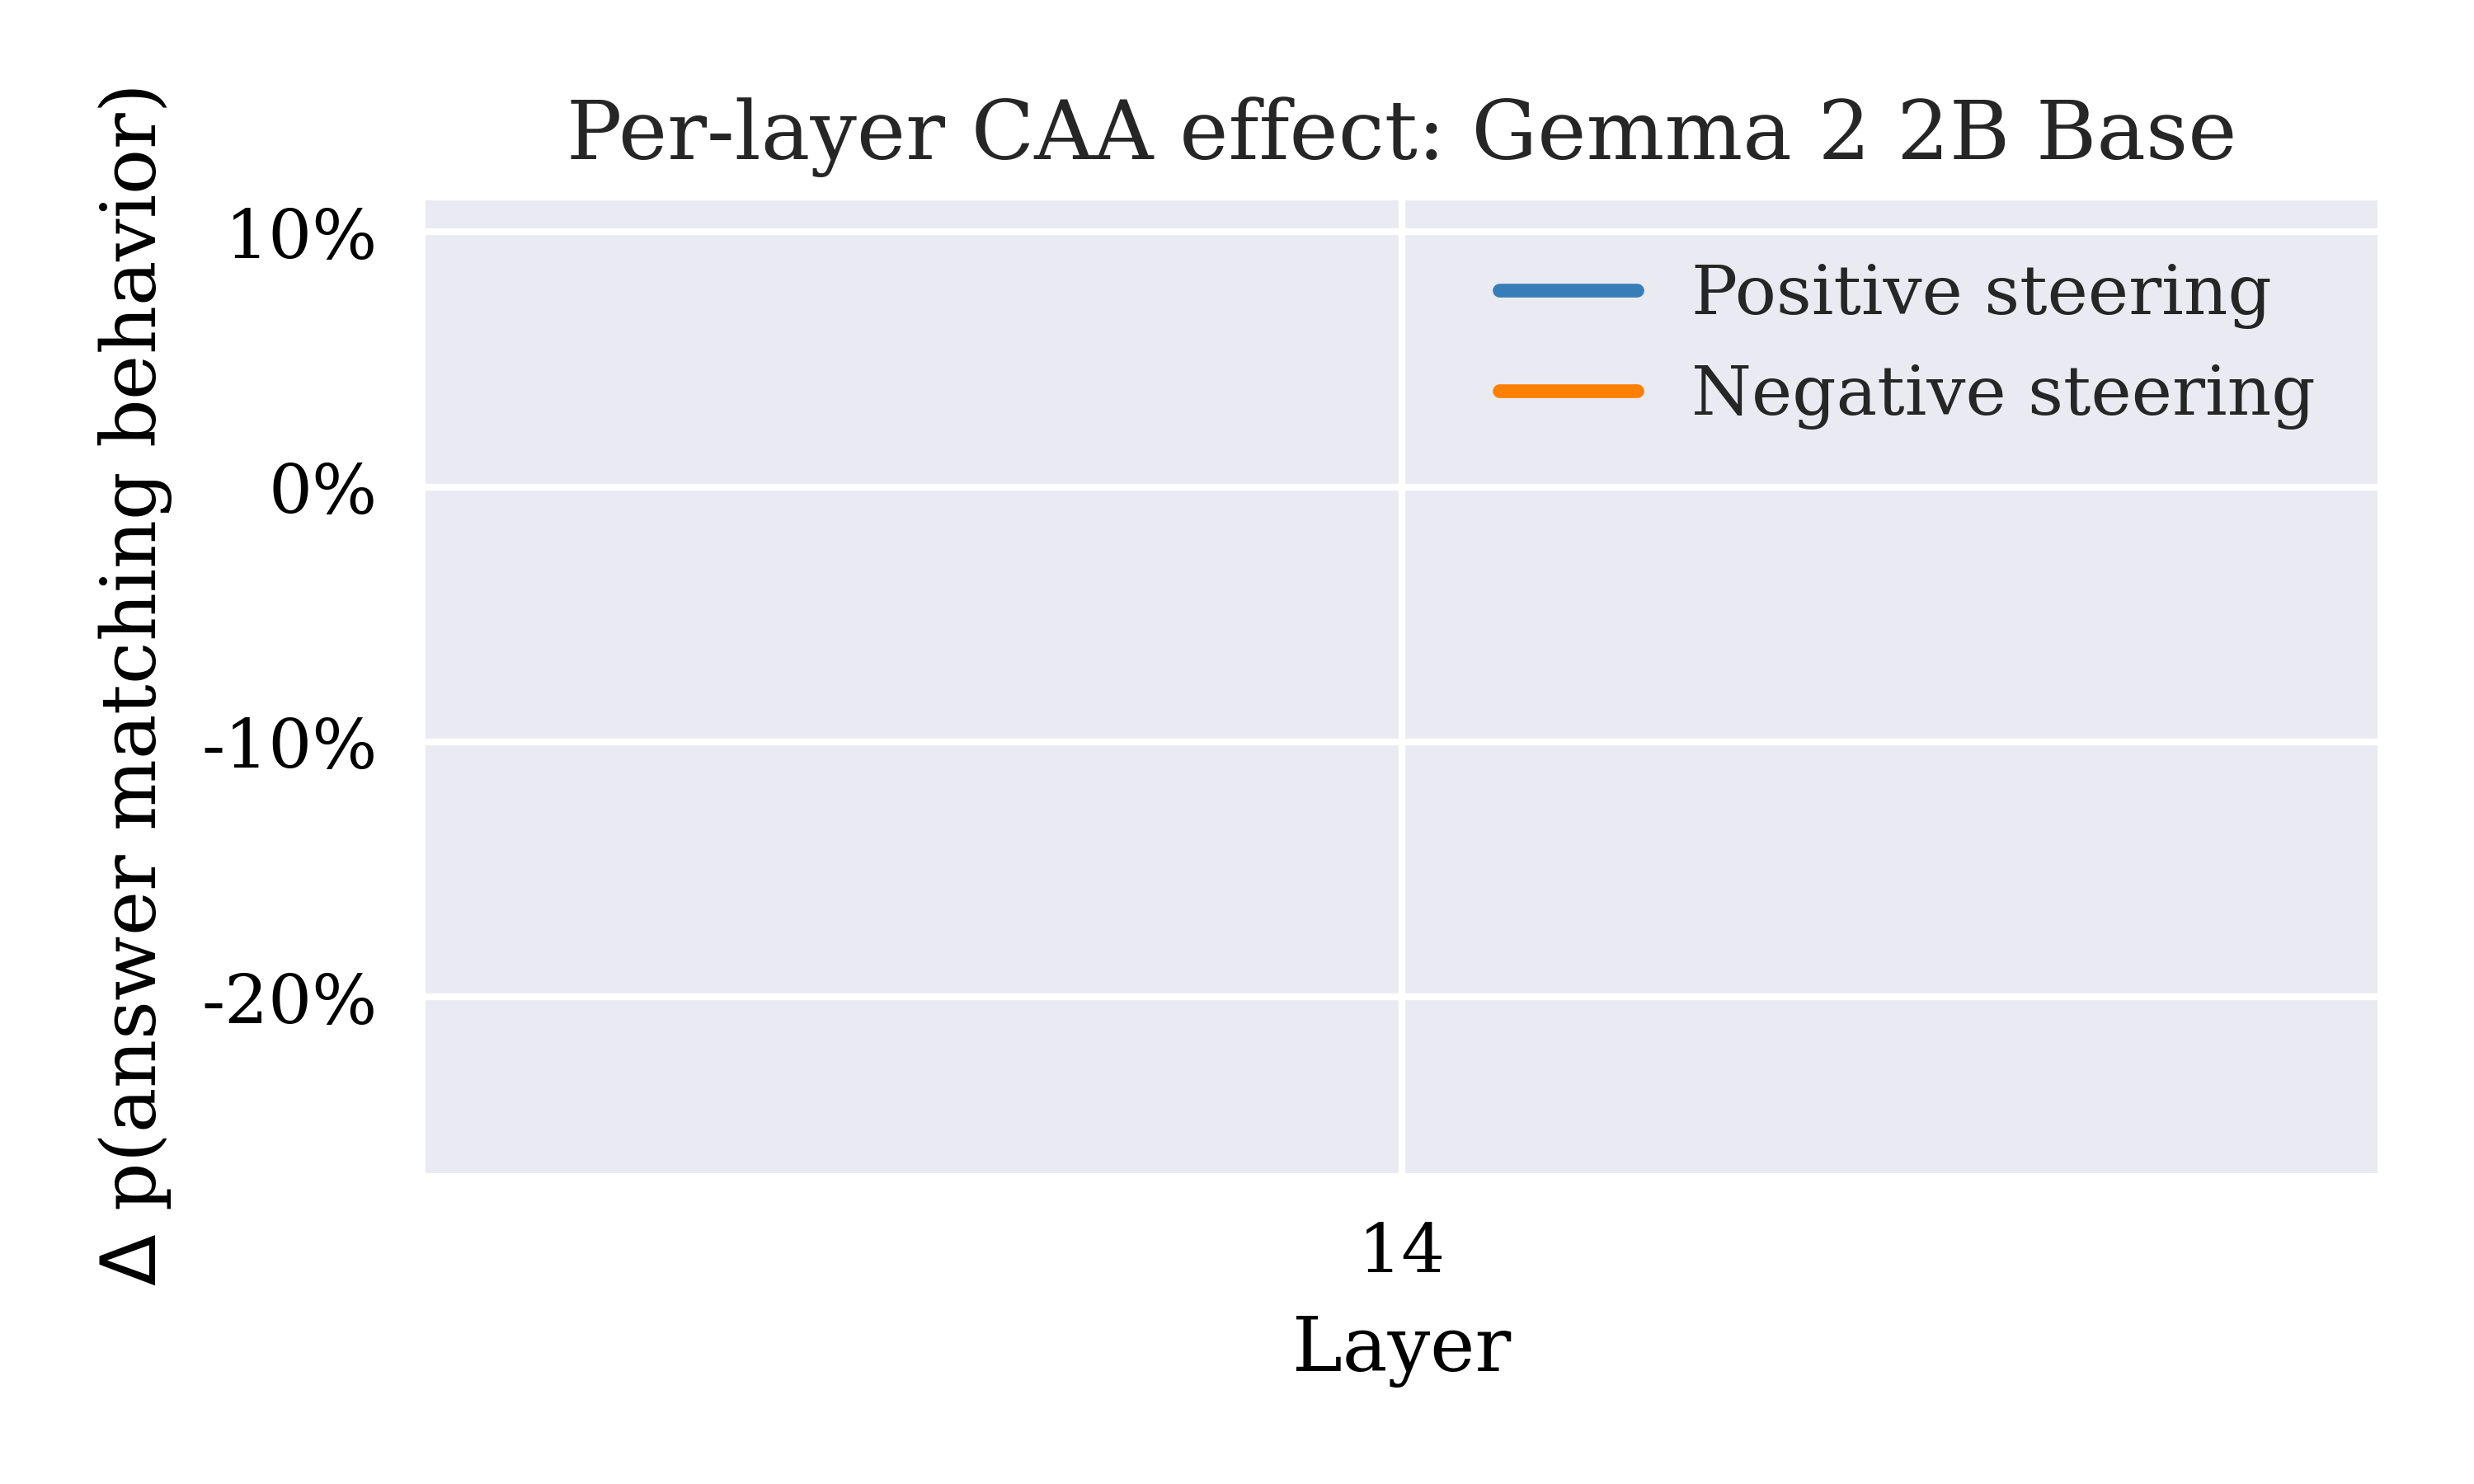 Per-layer CAA effect: Gemma 2 2B Base
Δ p(answer matching behavior)
10%
0%
-10%
-20%
Positive steering
Negative steering
14
Layer